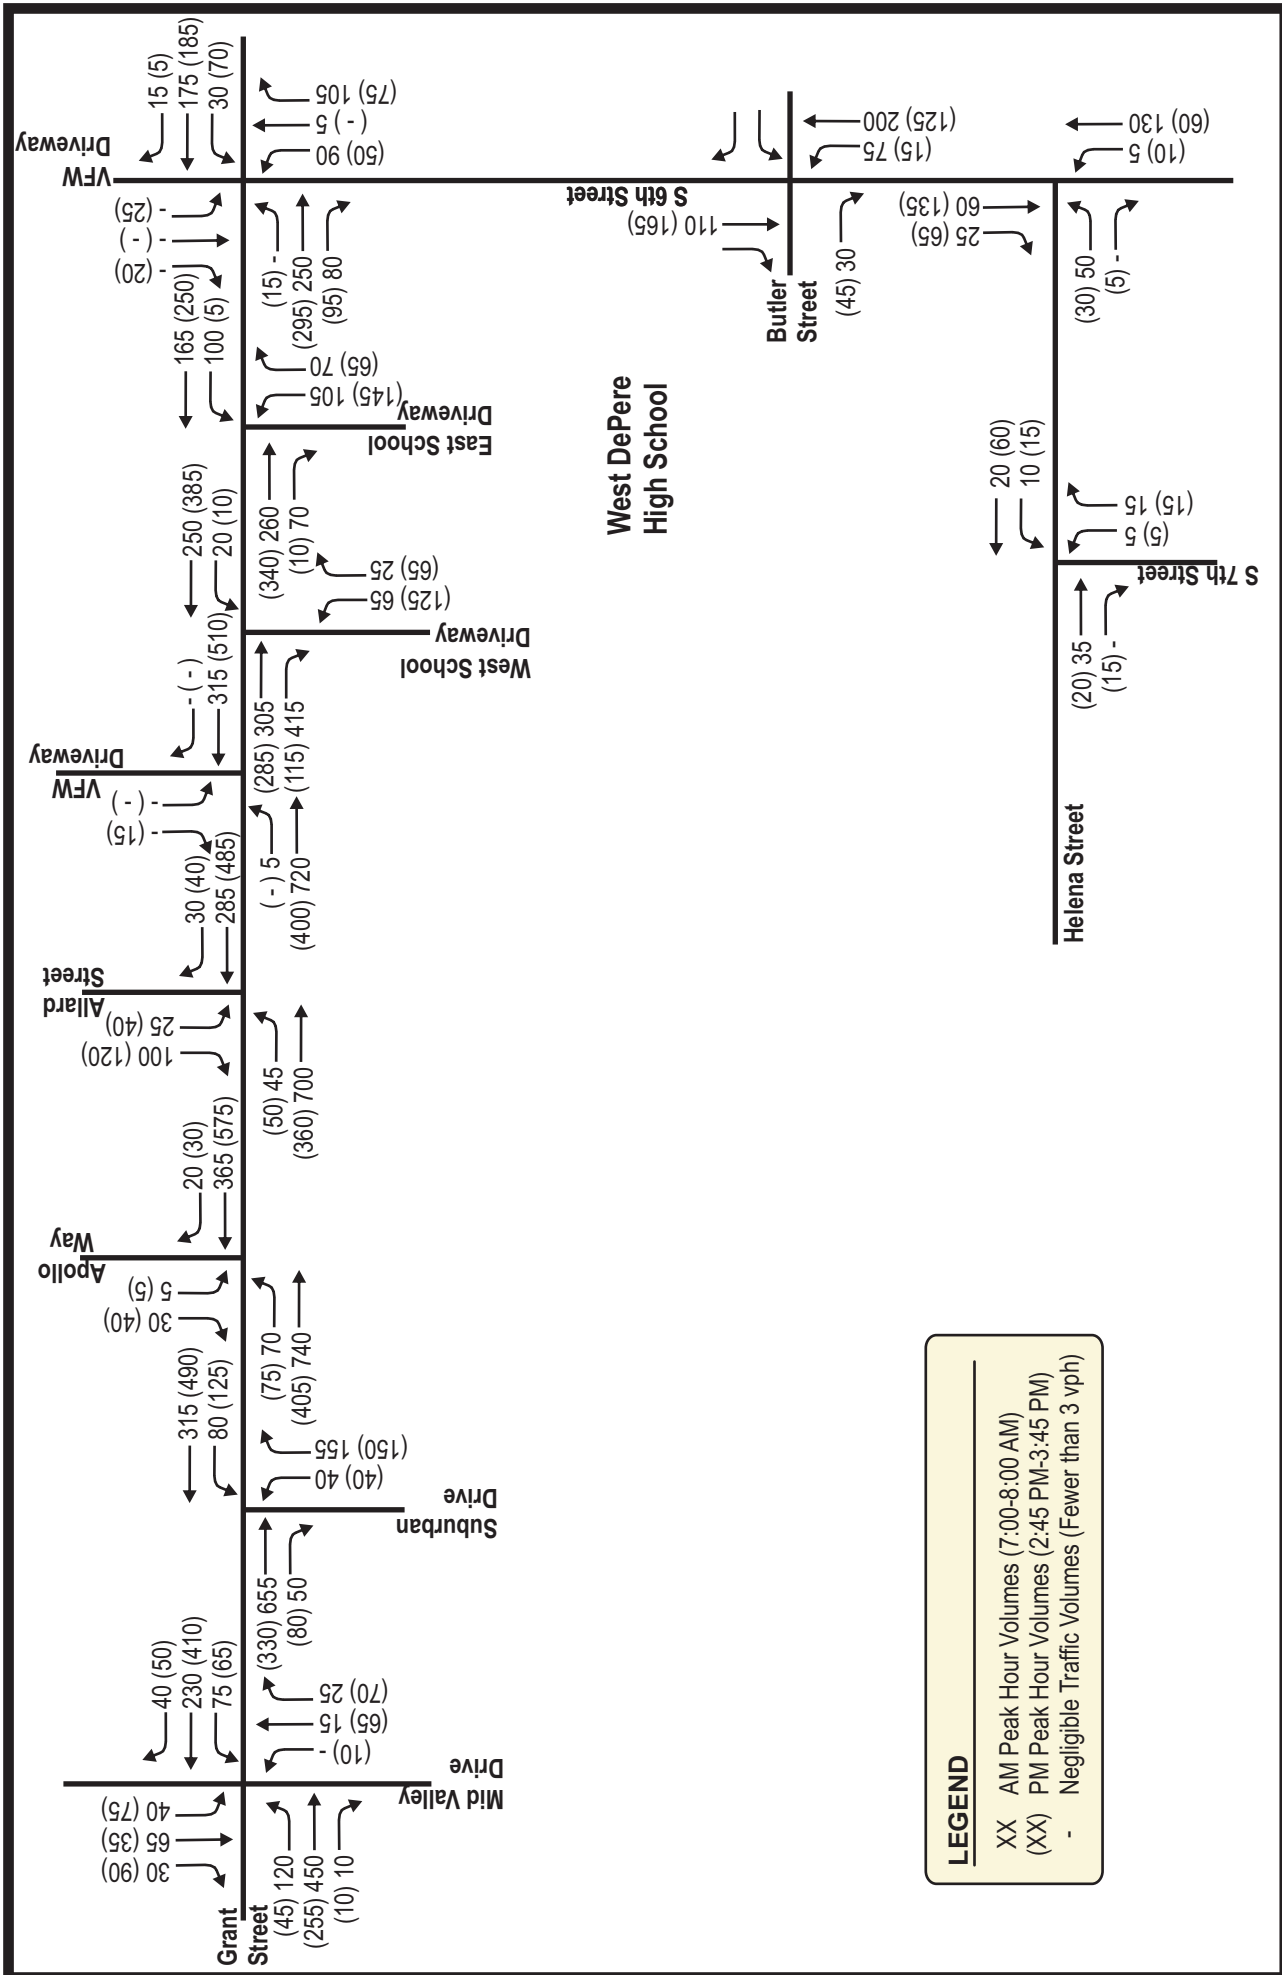 Grant
Street
Mid Valley
Drive
30 (90)
65 (35)
40 (75)
40 (50)
230 (410)
75 (65)
(45) 120
(255) 450
(10) 10
(10) -
(65) 15
(70) 25
Suburban
Drive
315 (490)
80 (125)
(330) 655
(80) 50
(40) 40
(150) 155
Apollo
Way
30 (40)
5 (5)
20 (30)
365 (575)
(75) 70
(405) 740
Allard
Street
100 (120)
25 (40)
30 (40)
285 (485)
(50) 45
(360) 700
VFW
Driveway
- (15)
- ( - )
- ( - )
315 (510)
( - ) 5
(400) 720
West School
Driveway
250 (385)
20 (10)
(285) 305
(115) 415
(125) 65
(65) 25
East School
Driveway
165 (250)
100 (5)
(340) 260
(10) 70
(145) 105
(65) 70
VFW
Driveway
- (20)
- ( - )
- (25)
15 (5)
175 (185)
30 (70)
(15) -
(295) 250
(95) 80
(50) 90
( - ) 5
(75) 105
S 6th Street
West DePere
High School
Butler
Street
110 (165)
(45) 30
(15) 75
(125) 200
Helena Street
25 (65)
60 (135)
(30) 50
(5) -
(10) 5
(60) 130
S 7th Street
20 (60)
10 (15)
(20) 35
(15) -
(5) 5
(15) 15
LEGEND
XX AM Peak Hour Volumes (7:00-8:00 AM)
(XX) PM Peak Hour Volumes (2:45 PM-3:45 PM)
- Negligible Traffic Volumes (Fewer than 3 vph)